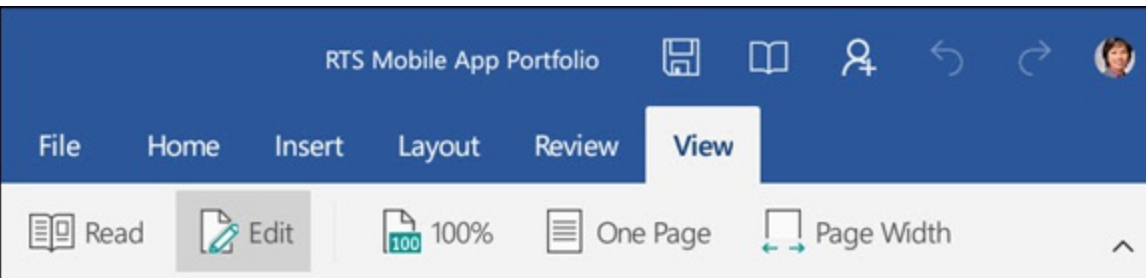 RTS Mobile App Portfolio
File Home Insert Layout Review View
Read Edit 100 100% One Page Page Width